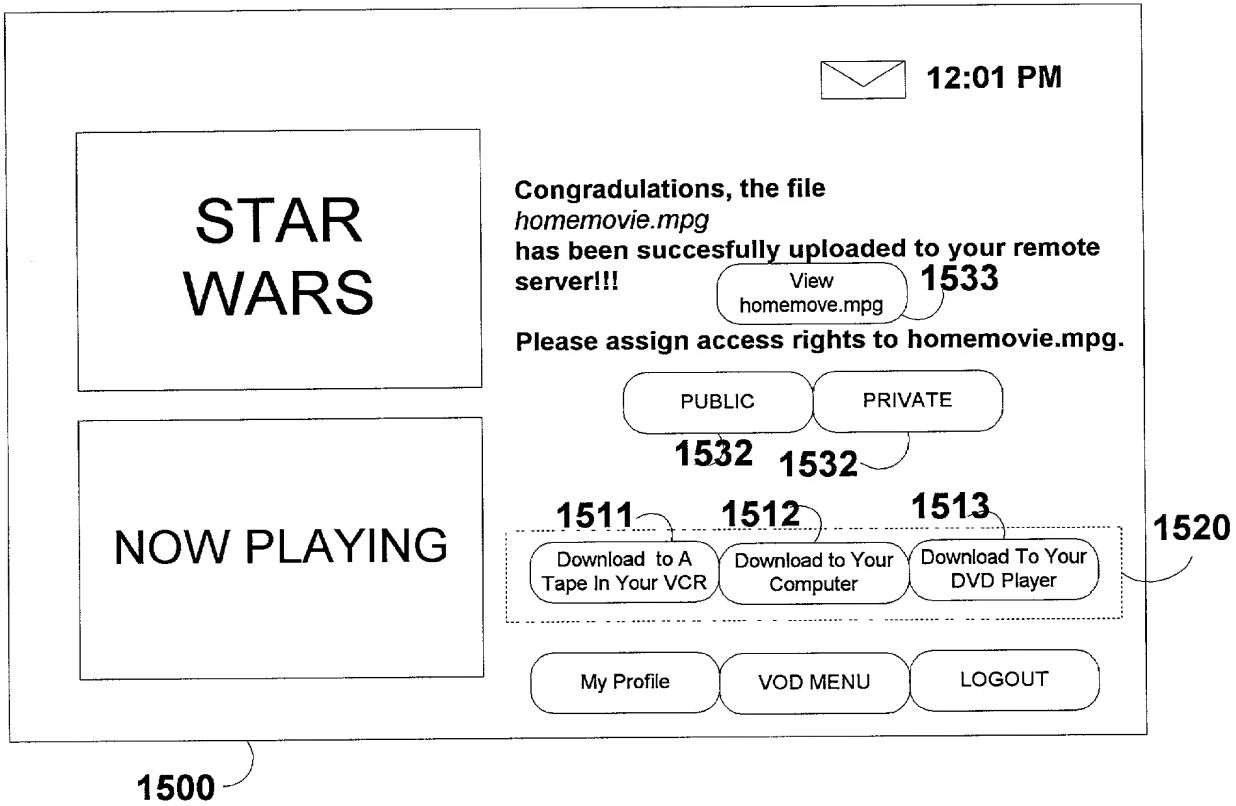 12:01 PM
STAR
WARS
Congradulations, the file
homemovie.mpg
has been succesfully uploaded to your remote
server!!!
View
homemove.mpg
1533
Please assign access rights to homemovie.mpg.
PUBLIC
PRIVATE
1532
1532
NOW PLAYING
1511
1512
1513
1520
Download to A
Tape In Your VCR
Download to Your
Computer
Download To Your
DVD Player
My Profile
VOD MENU
LOGOUT
1500